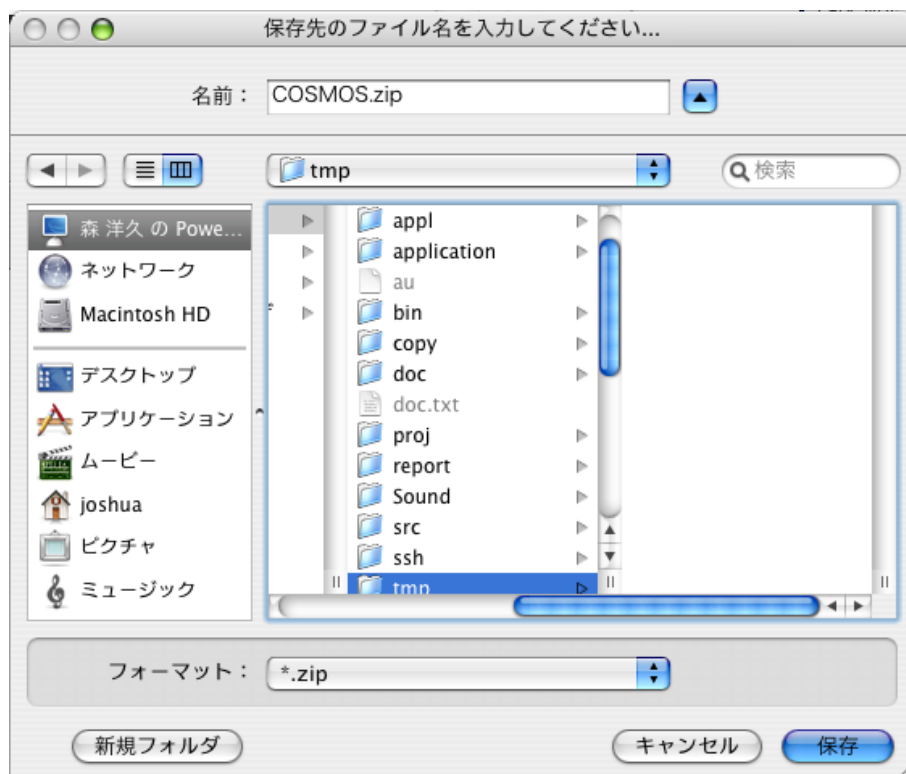 保存先のファイル名を入力してください...
名前：
COSMOS.zip
tmp
検索
森 洋久 の Powe...
ネットワーク
Macintosh HD
デスクトップ
アプリケーション
ムービー
joshua
ピクチャ
ミュージック
appl
application
au
bin
copy
doc
doc.txt
proj
report
Sound
src
ssh
tmp
フォーマット：
*.zip
新規フォルダ
キャンセル
保存